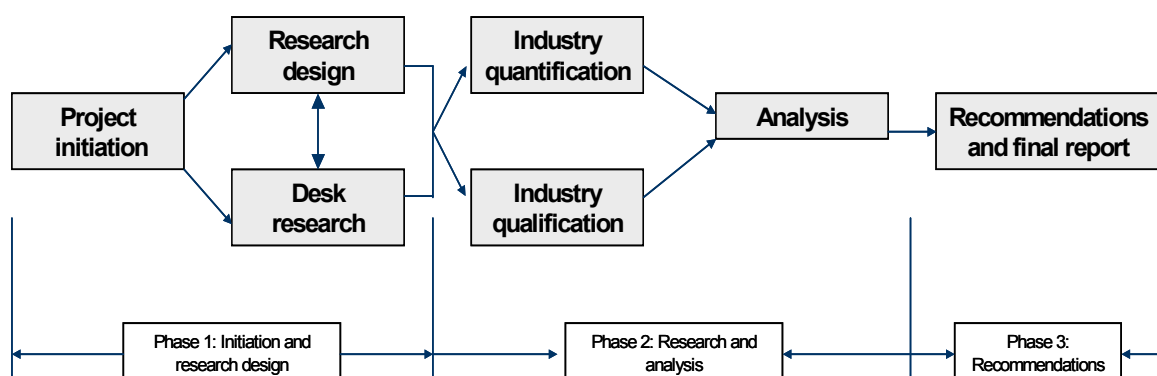 Project
initiation
Research
design
Desk
research
Industry
quantification
Industry
qualification
Analysis
Recommendations
and final report
Phase 1: Initiation and
research design
Phase 2: Research and
analysis
Phase 3:
Recommendations